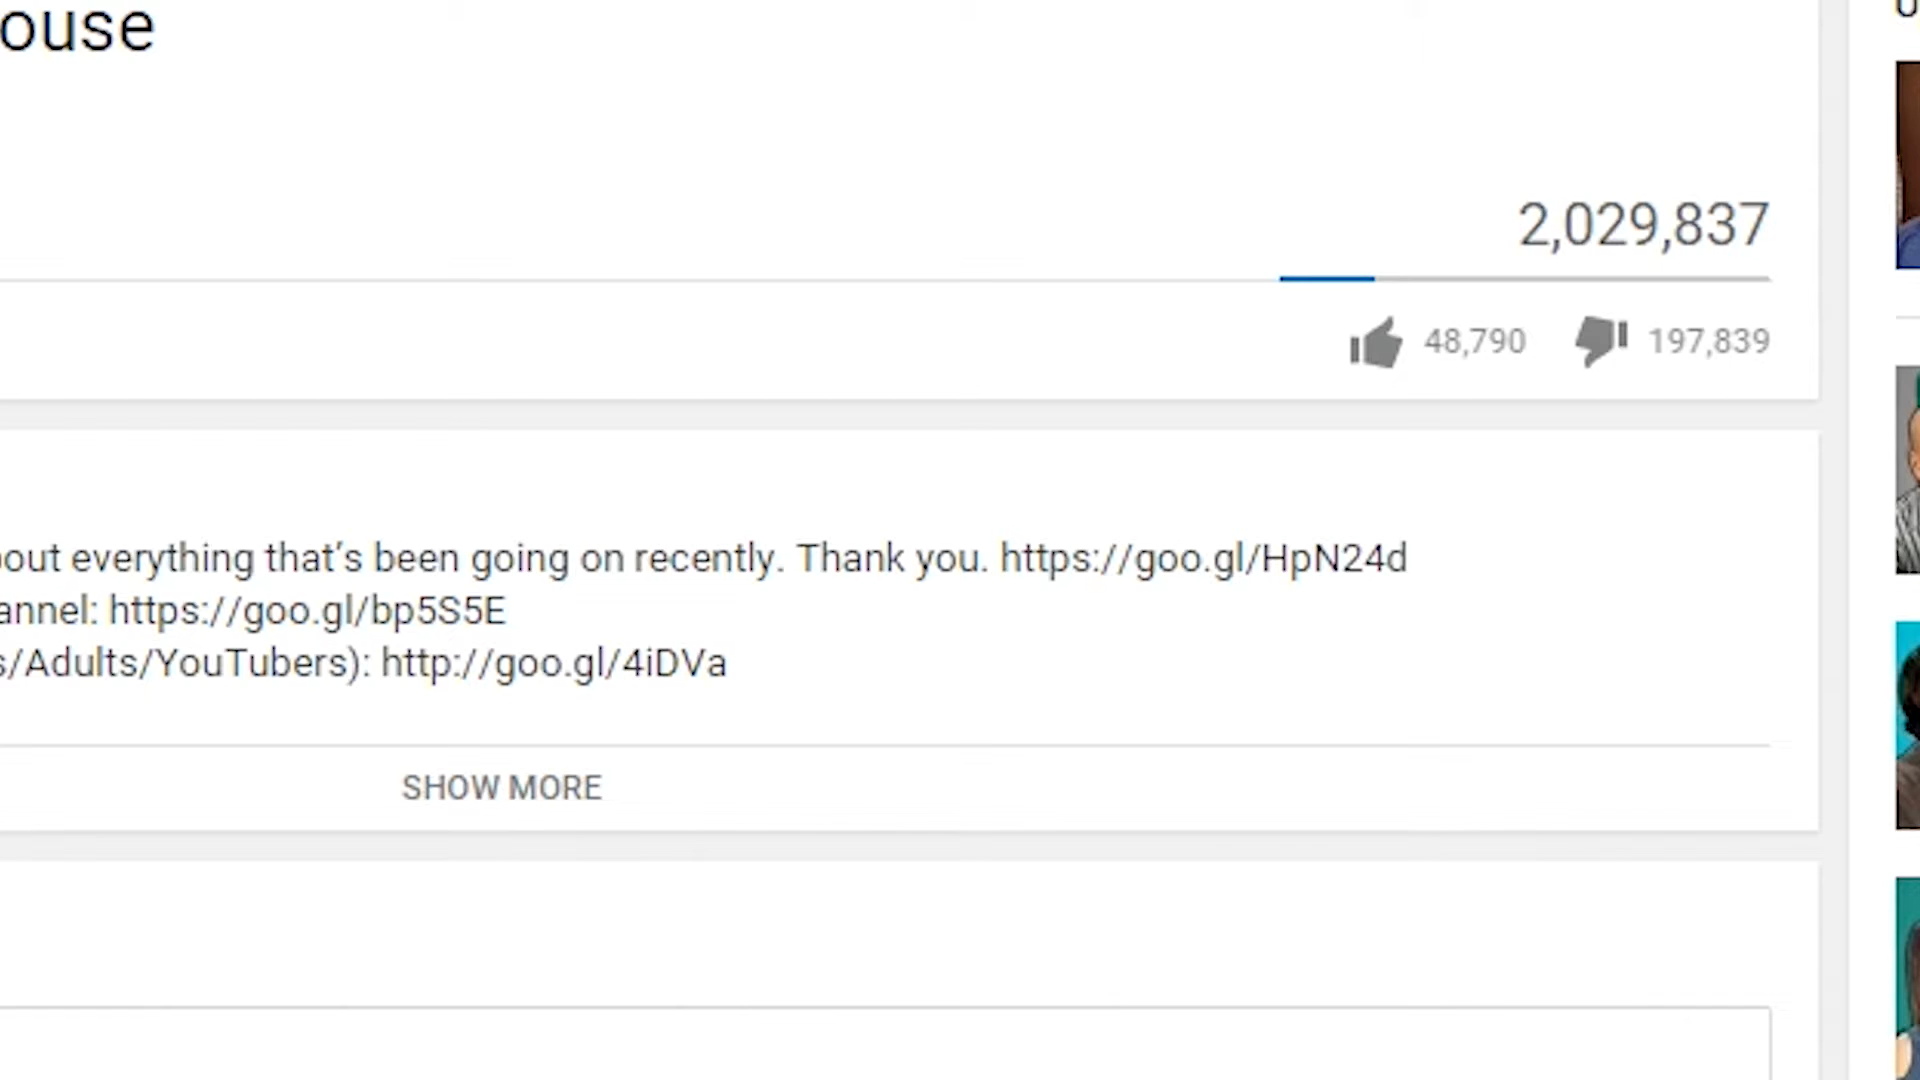 ouse
2,029,837
48,790 197,839
bout everything that's been going on recently. Thank you. https://goo.gl/HpN24d
annel: https://goo.gl/bp5S5E
s/Adults/YouTubers): http://goo.gl/4iDVa
SHOW MORE